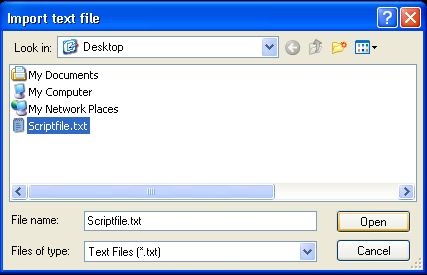 Import text file
Look in: Desktop
My Documents
My Computer
My Network Places
Scriptfile.txt
File name: Scriptfile.txt Open
Files of type: Text Files (*.txt) Cancel